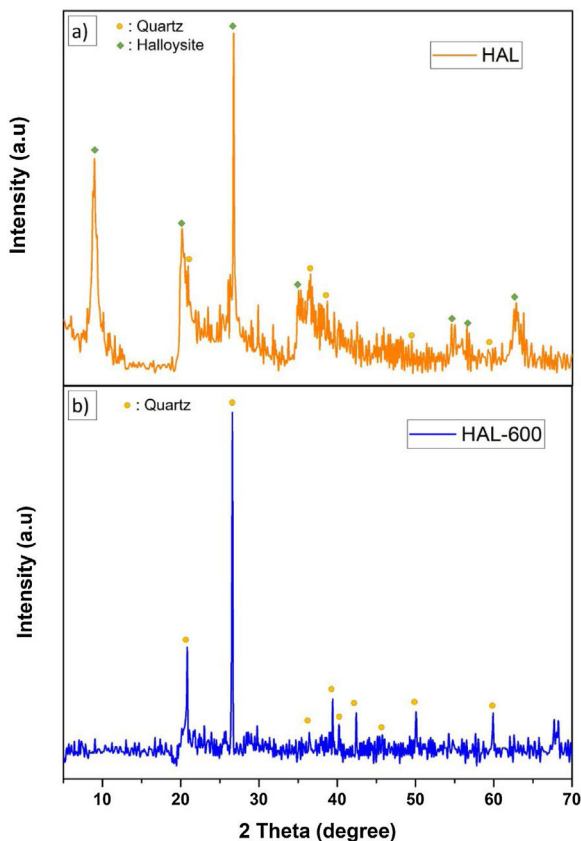 a)
: Quartz
: Halloysite
HAL
Intensity (a.u)
b)
: Quartz
HAL-600
Intensity (a.u)
10 20 30 40 50 60 70
2 Theta (degree)